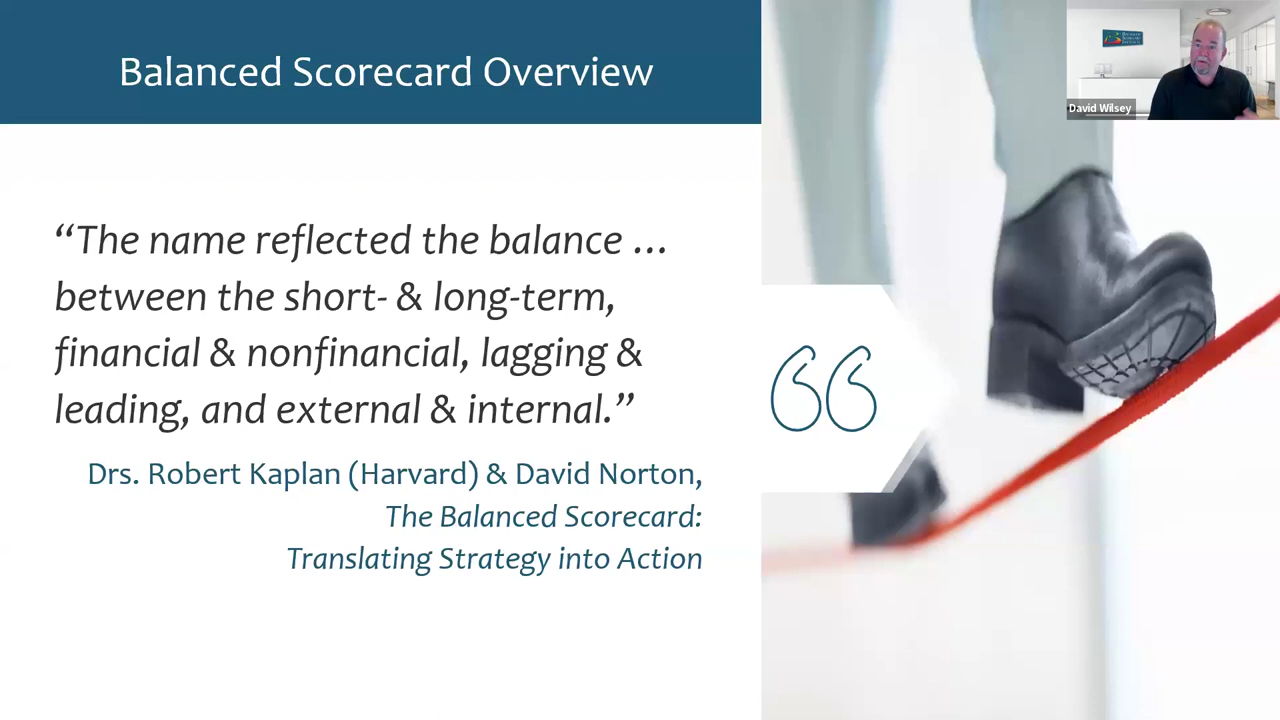 Balanced Scorecard Overview
“The name reflected the balance …
between the short- & long-term,
financial & nonfinancial, lagging &
leading, and external & internal.”
Drs. Robert Kaplan (Harvard) & David Norton,
The Balanced Scorecard:
Translating Strategy into Action
David Wilsey